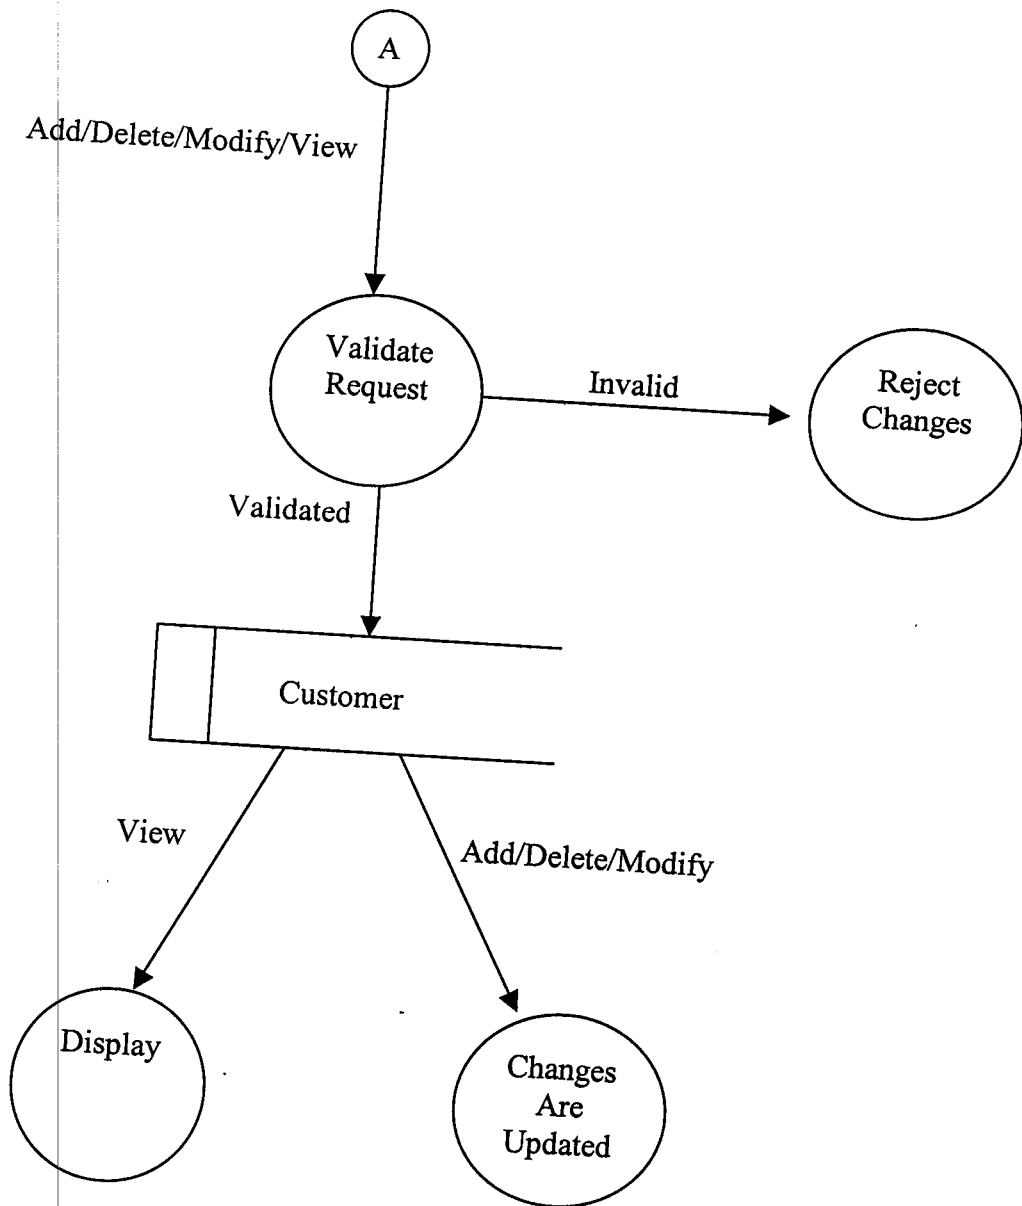 A
Add/Delete/Modify/View
Validate
Request
Invalid
Reject
Changes
Validated
Customer
View
Add/Delete/Modify
Display
Changes
Are
Updated